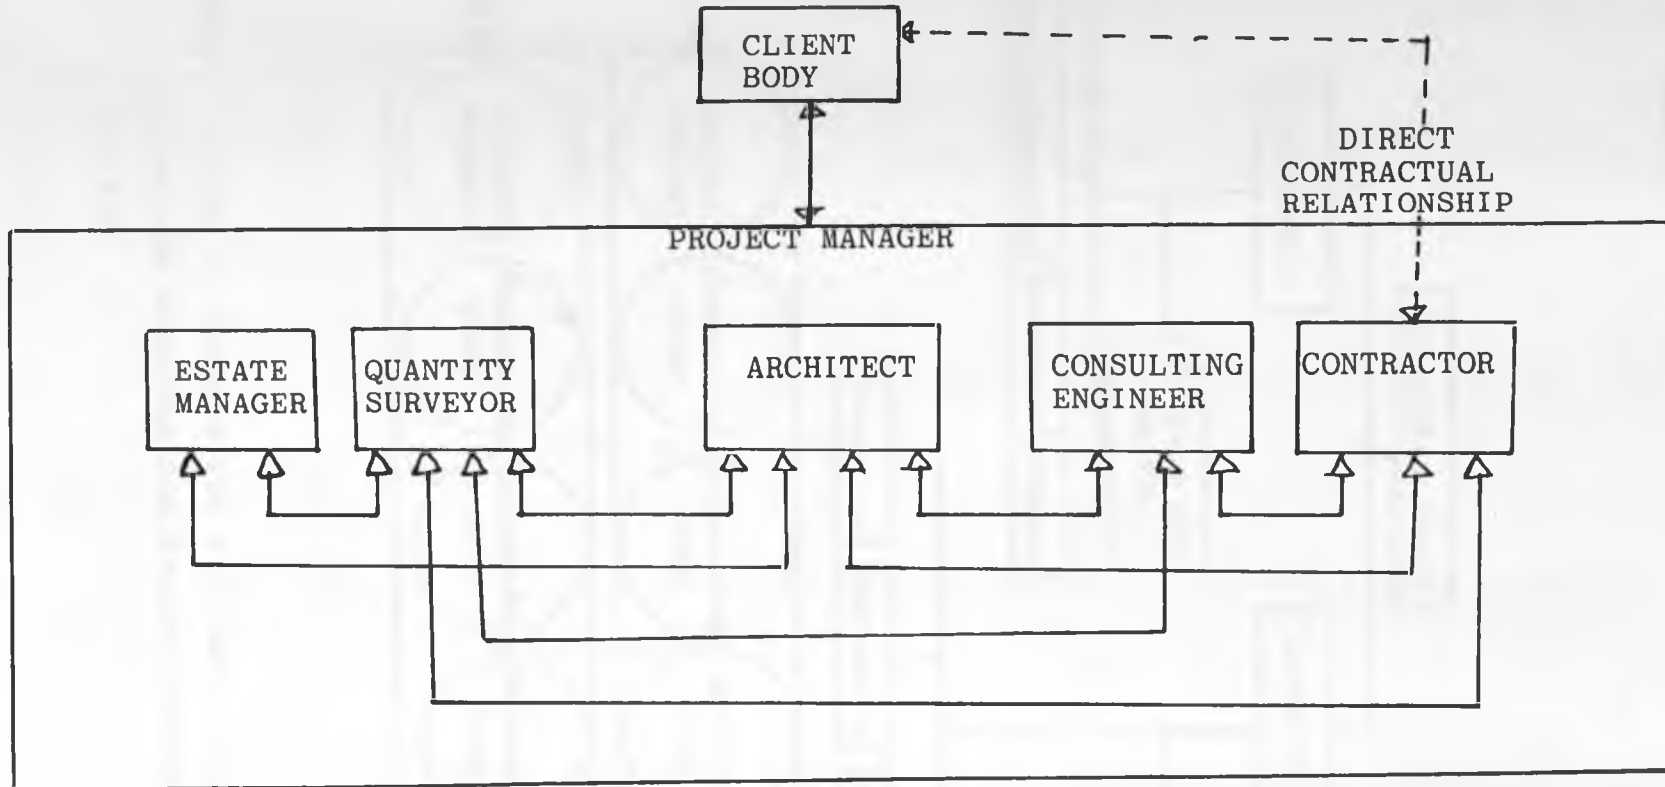 CLIENT
BODY
DIRECT
CONTRACTUAL
RELATIONSHIP
PROJECT MANAGER
ESTATE
MANAGER
QUANTITY
SURVEYOR
ARCHITECT
CONSULTING
ENGINEER
CONTRACTOR